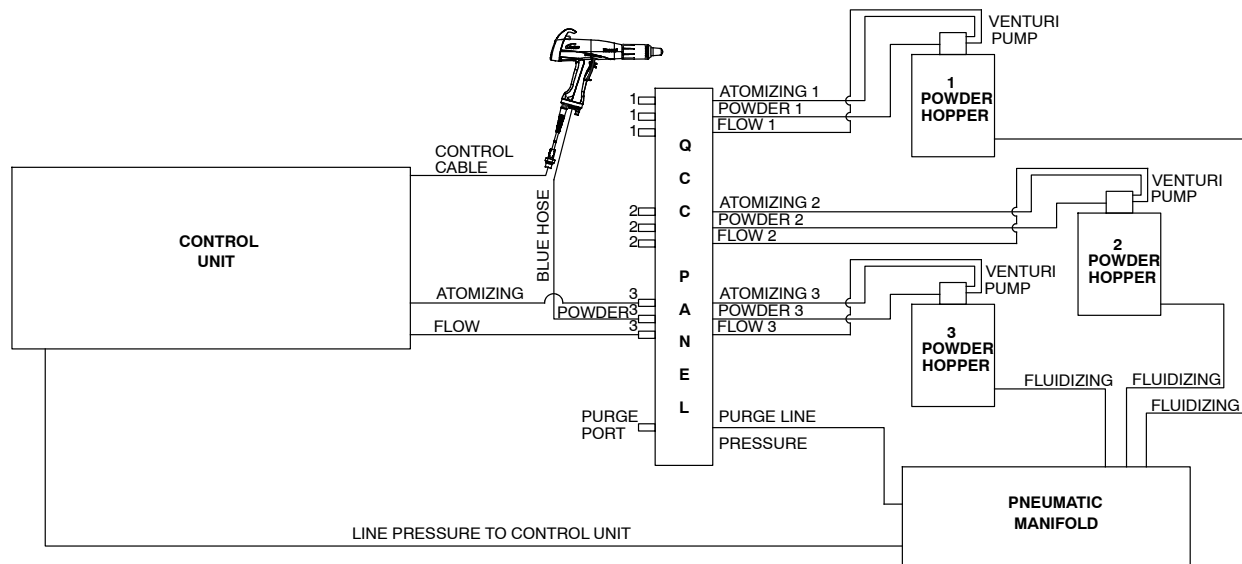 VENTURI
PUMP
1
POWDER
HOPPER
ATOMIZING 1
POWDER 1
FLOW 1
1
1
1
CONTROL
CABLE
CONTROL
UNIT
BLUE HOSE
Q
C
C
P
A
N
E
L
ATOMIZING 2
POWDER 2
FLOW 2
2
2
2
VENTURI
PUMP
2
POWDER
HOPPER
ATOMIZING
POWDER
FLOW
3
3
3
ATOMIZING 3
POWDER 3
FLOW 3
VENTURI
PUMP
3
POWDER
HOPPER
FLUIDIZING
FLUIDIZING
FLUIDIZING
PURGE
PORT
PURGE LINE
PRESSURE
PNEUMATIC
MANIFOLD
LINE PRESSURE TO CONTROL UNIT